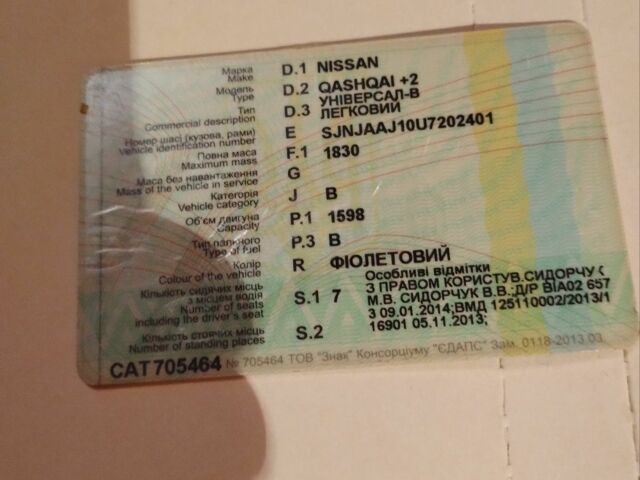 Марка
Make
D.1 NISSAN
Модель
Type
D.2 QASHQAI +2
УНІВЕРСАЛ-В
Тип
Commercial description
D.3 ЛЕГКОВИЙ
Номер шасі (кузова, рами)
Vehicle identification number
E SJNJAAJ10U7202401
Повна маса
Maximum mass
F.1 1830
Маса без навантаження
Mass of the vehicle in service
G
Категорія
Vehicle category
J B
Об'єм двигуна
Capacity
P.1 1598
Тип пального
Type of fuel
P.3 B
Колір
Colour of the vehicle
R ФІОЛЕТОВИЙ
Кількість сидячих місць
з місцем водія
Number of seats
including the driver's seat
S.1 7
Особливі відмітки
З ПРАВОМ КОРИСТУВ.СИДОРЧУ
М.В. СИДОРЧУК В.В.;Д/Р ВІА02 657
З 09.01.2014;ВМД 125110002/2013/1
16901 05.11.2013;
Кількість стоячих місць
Number of standing places
S.2
САТ 705464 № 705464 ТОВ "Знак" Консорціуму "ЄДАПС" Зам. 0118-2013 03